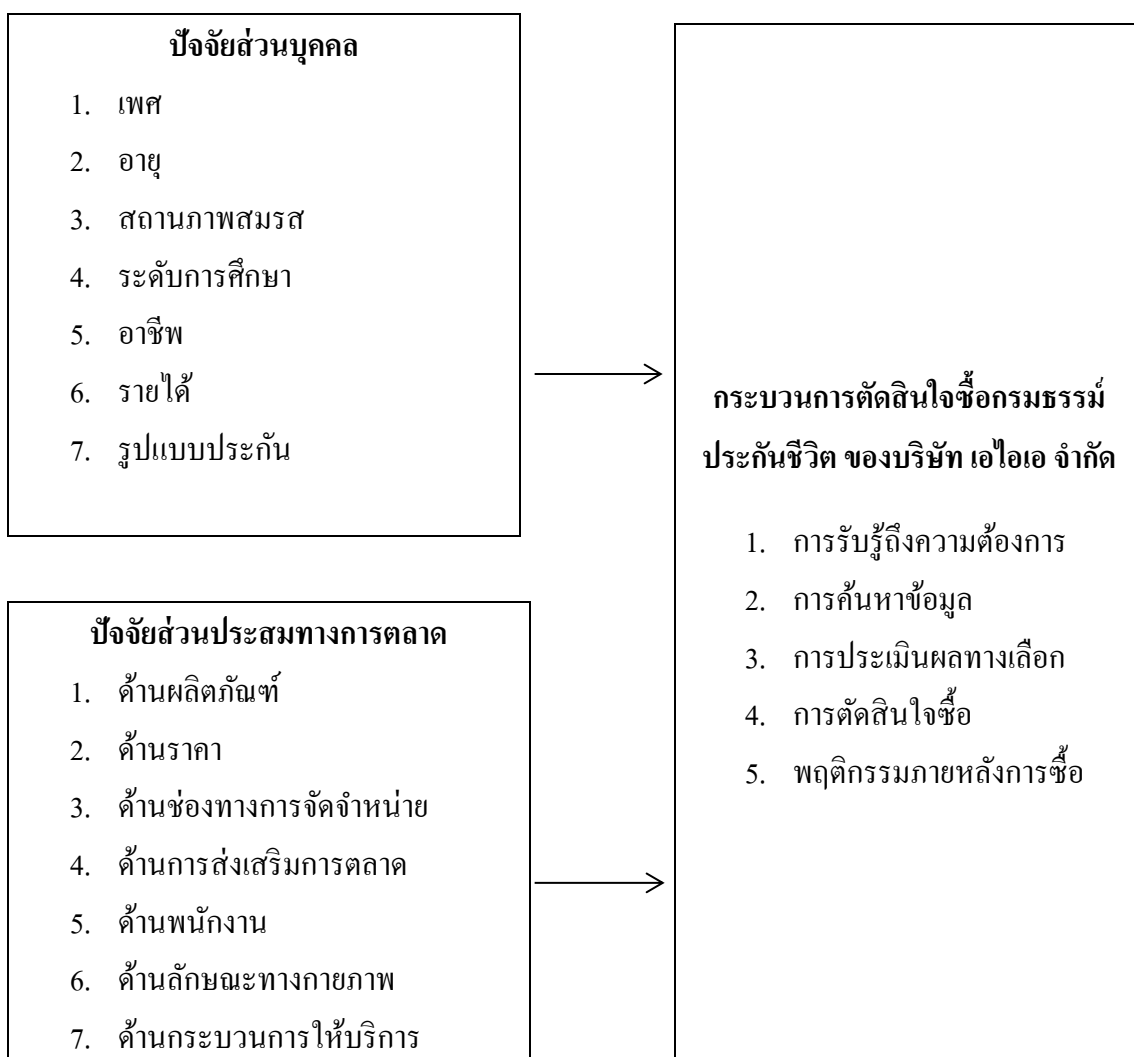 ปัจจัยส่วนบุคคล
1. เพศ
2. อายุ
3. สถานภาพสมรส
4. ระดับการศึกษา
5. อาชีพ
6. รายได้
7. รูปแบบประกัน
ปัจจัยส่วนประสมทางการตลาด
1. ด้านผลิตภัณฑ์
2. ด้านราคา
3. ด้านช่องทางการจัดจำหน่าย
4. ด้านการส่งเสริมการตลาด
5. ด้านพนักงาน
6. ด้านลักษณะทางกายภาพ
7. ด้านกระบวนการให้บริการ
กระบวนการตัดสินใจซื้อกรมธรรม์
ประกันชีวิต ของบริษัท เอไอเอ จำกัด
1. การรับรู้ถึงความต้องการ
2. การค้นหาข้อมูล
3. การประเมินผลทางเลือก
4. การตัดสินใจซื้อ
5. พฤติกรรมภายหลังการซื้อ